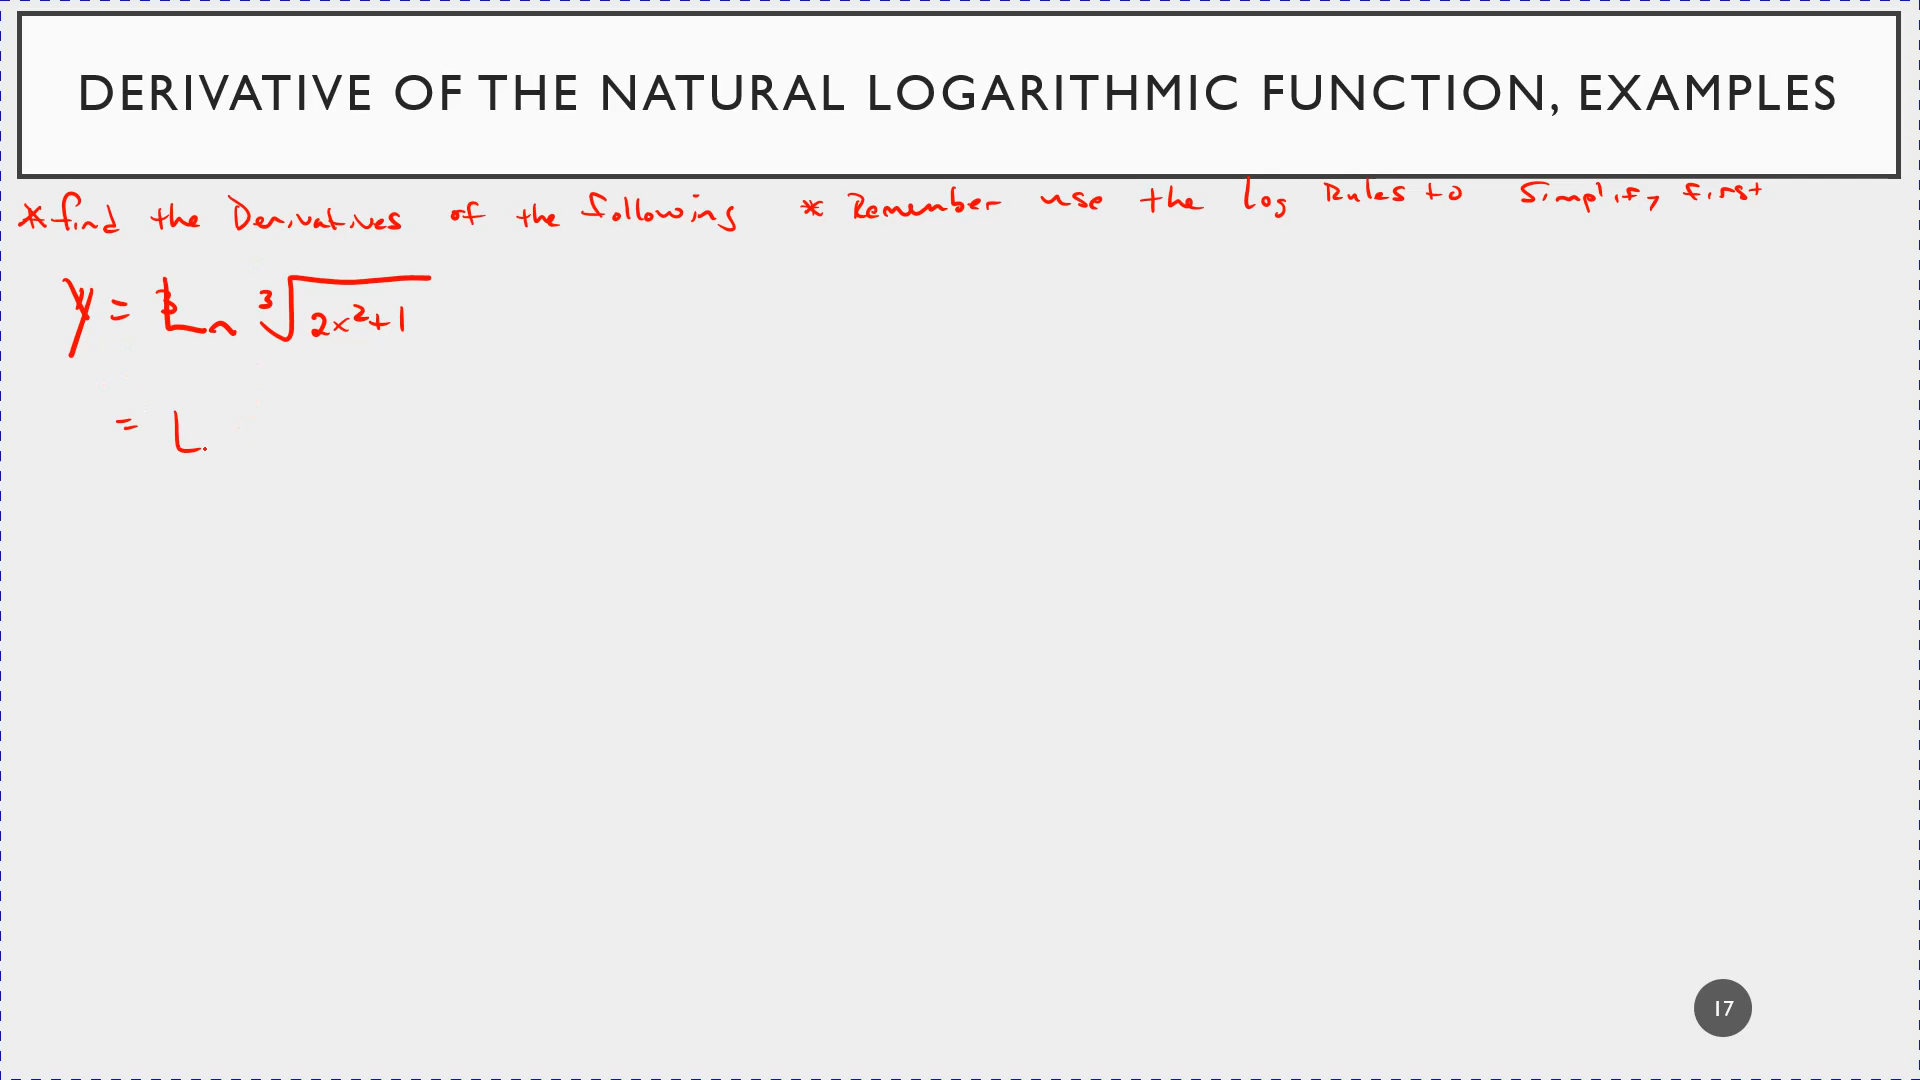 DERIVATIVE OF THE NATURAL LOGARITHMIC FUNCTION, EXAMPLES
*find the Derivatives of the following * Remember use the log Rules to simplify first
y = Ln ∛(2x²+1)
= L
17